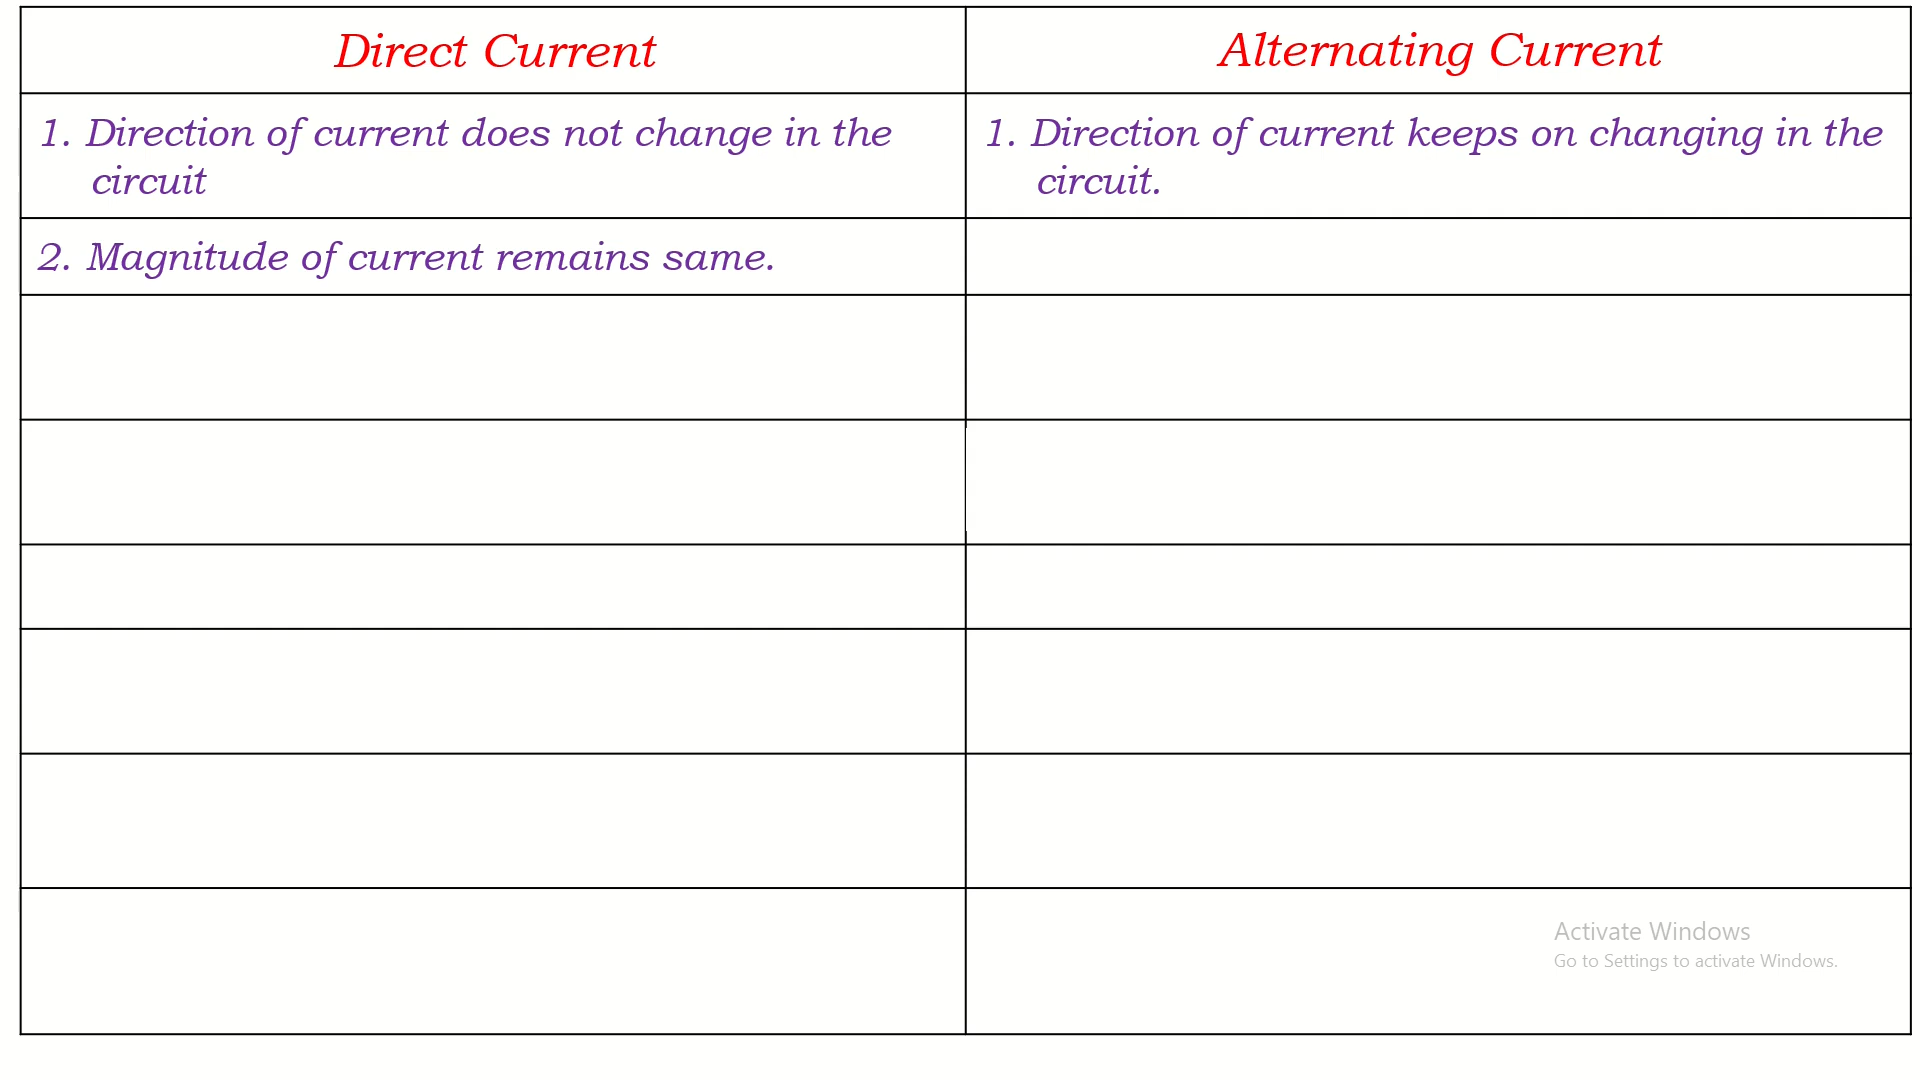 Direct Current
Alternating Current
1. Direction of current does not change in the
circuit
1. Direction of current keeps on changing in the
circuit.
2. Magnitude of current remains same.
Activate Windows
Go to Settings to activate Windows.